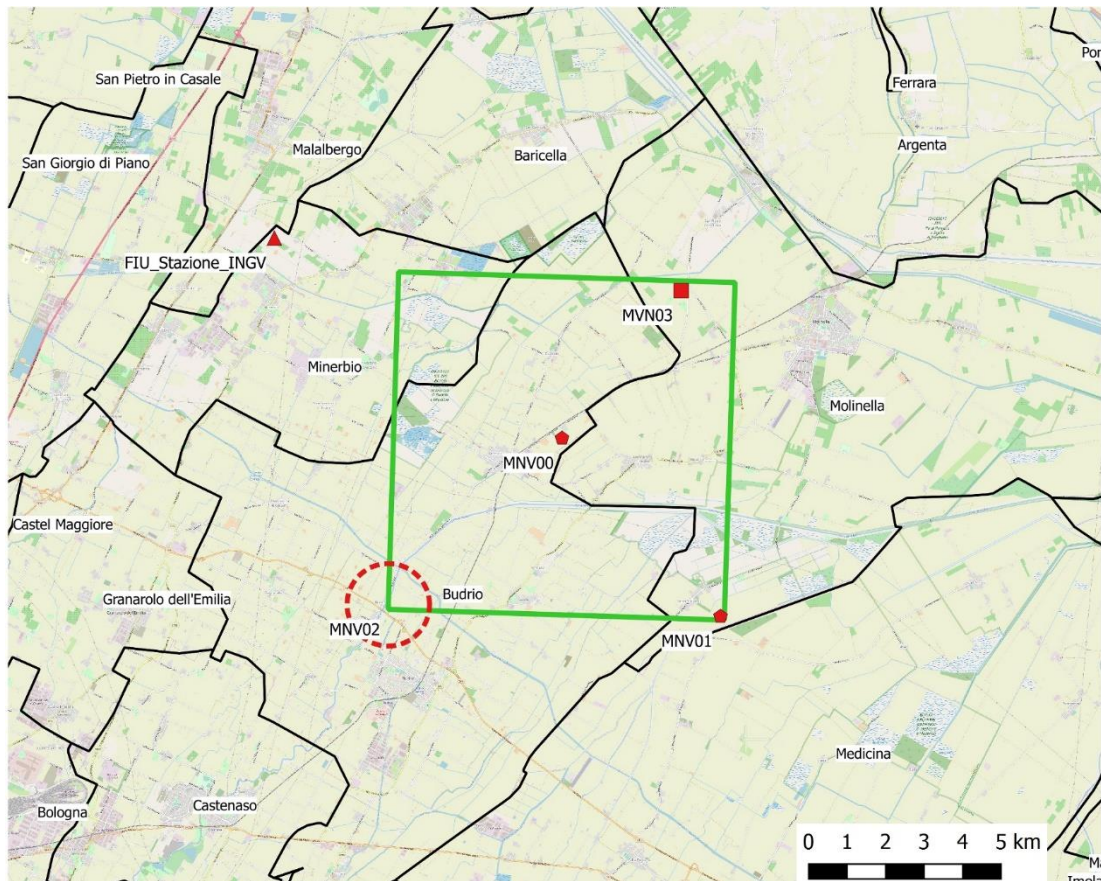 San Pietro in Casale
Ferrara
Malalbergo
Baricella
Argenta
San Giorgio di Piano
FIU_Stazione_INGV
MVN03
Minerbio
Molinella
MNV00
Castel Maggiore
Granarolo dell'Emilia
Budrio
MNV02
MNV01
Medicina
Castenaso
Bologna
0 1 2 3 4 5 km